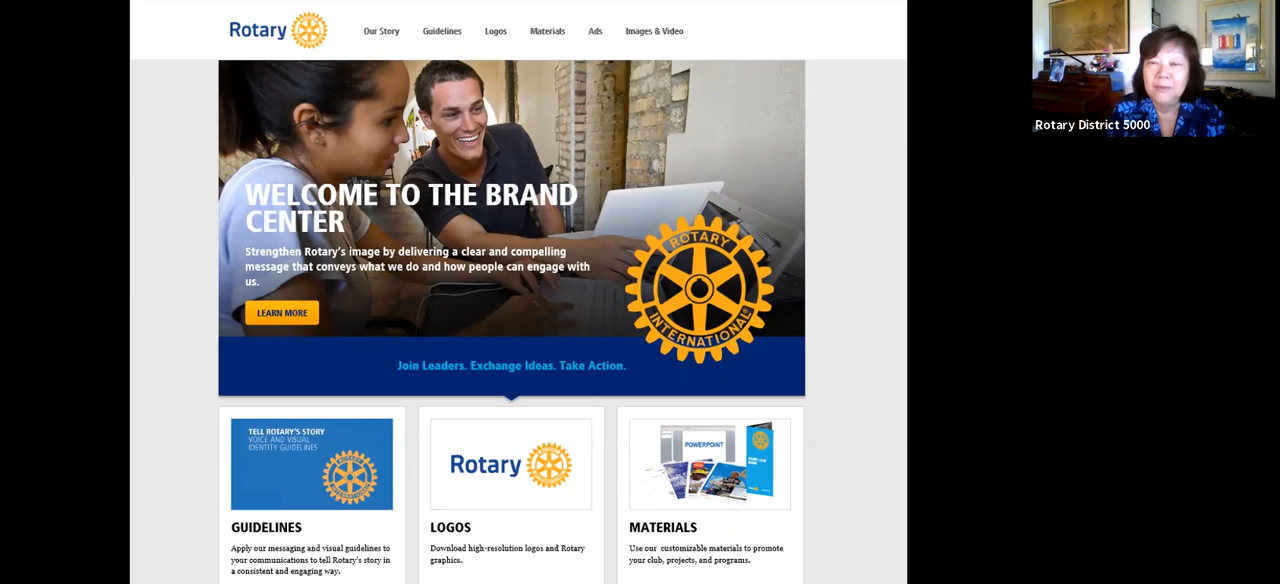 Rotary
Our Story Guidelines Logos Materials Ads Images & Video
Rotary District 5000
WELCOME TO THE BRAND
CENTER
Strengthen Rotary's image by delivering a clear and compelling
message that conveys what we do and how people can engage with
us.
LEARN MORE
ROTARY
INTERNATIONAL
Join Leaders. Exchange Ideas. Take Action.
TELL ROTARY'S STORY
VOICE AND VISUAL
IDENTITY GUIDELINES
Rotary
POWERPOINT
GUIDELINES
Apply our messaging and visual guidelines to
your communications to tell Rotary's story in
a consistent and engaging way.
LOGOS
Download high-resolution logos and Rotary
graphics.
MATERIALS
Use our customizable materials to promote
your club, projects, and programs.